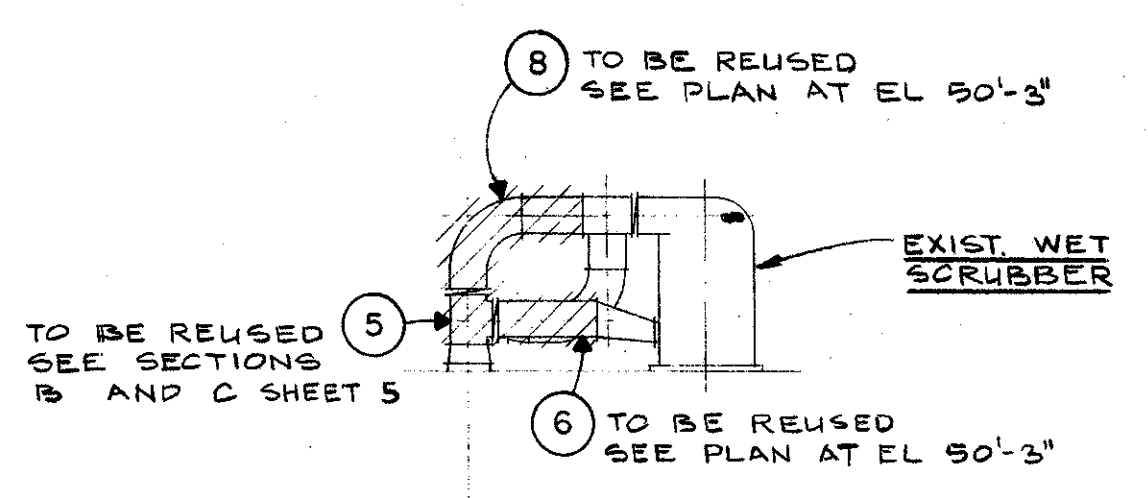 8 TO BE REUSED
SEE PLAN AT EL 50'-3"
EXIST. WET
SCRUBBER
5
TO BE REUSED
SEE SECTIONS
B AND C SHEET 5
6 TO BE REUSED
SEE PLAN AT EL 50'-3"